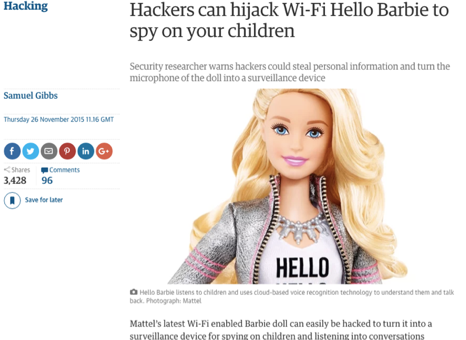 Hacking
Hackers can hijack Wi-Fi Hello Barbie to
spy on your children
Security researcher warns hackers could steal personal information and turn the
microphone of the doll into a surveillance device
Samuel Gibbs
Thursday 26 November 2015 11.16 GMT
Shares
3,428
Comments
96
Save for later
HELLO
Hello Barbie listens to children and uses cloud-based voice recognition technology to understand them and talk
back. Photograph: Mattel
Mattel's latest Wi-Fi enabled Barbie doll can easily be hacked to turn it into a
surveillance device for spying on children and listening into conversations